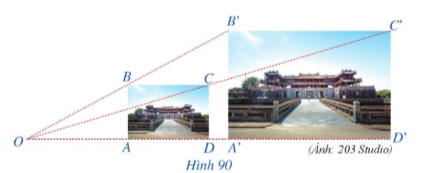 B' C'
B C
O A D A' D'
(Ảnh: 203 Studio)
Hình 90